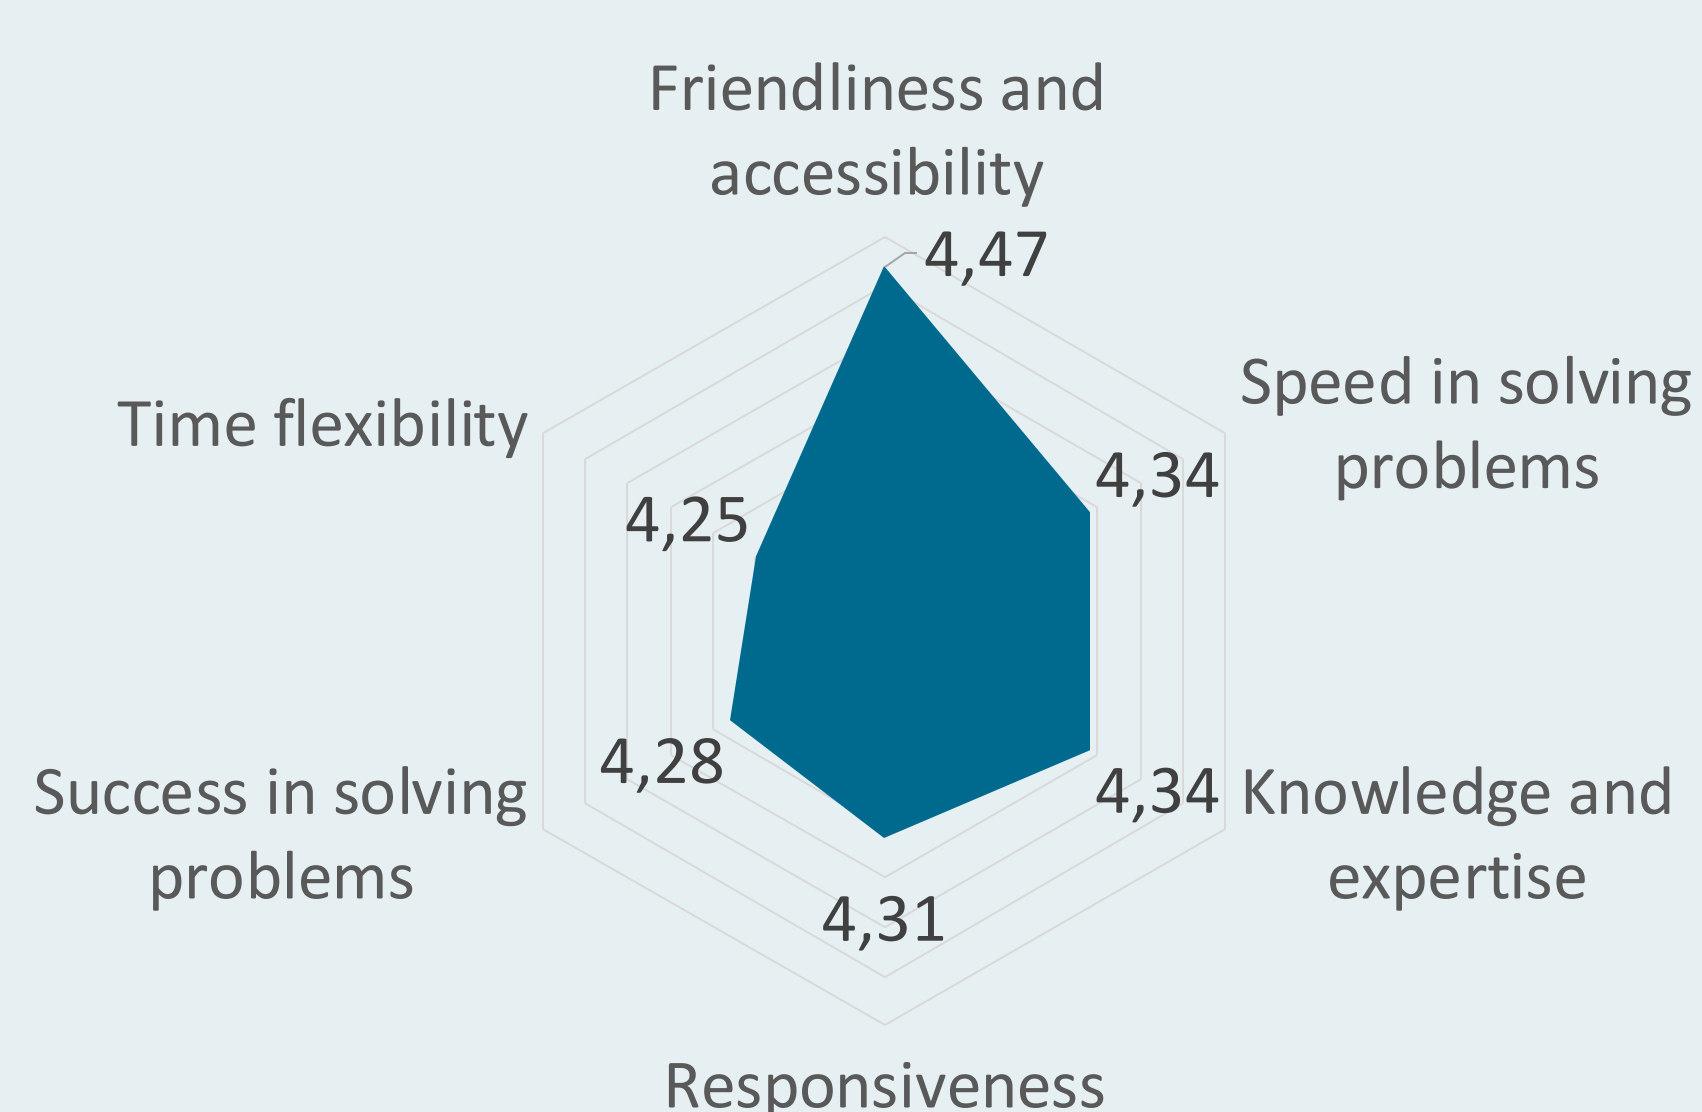 Friendliness and
accessibility
4,47
Speed in solving
problems
4,34
Time flexibility
4,25
Success in solving
problems
4,28
4,34
Knowledge and
expertise
4,31
Responsiveness